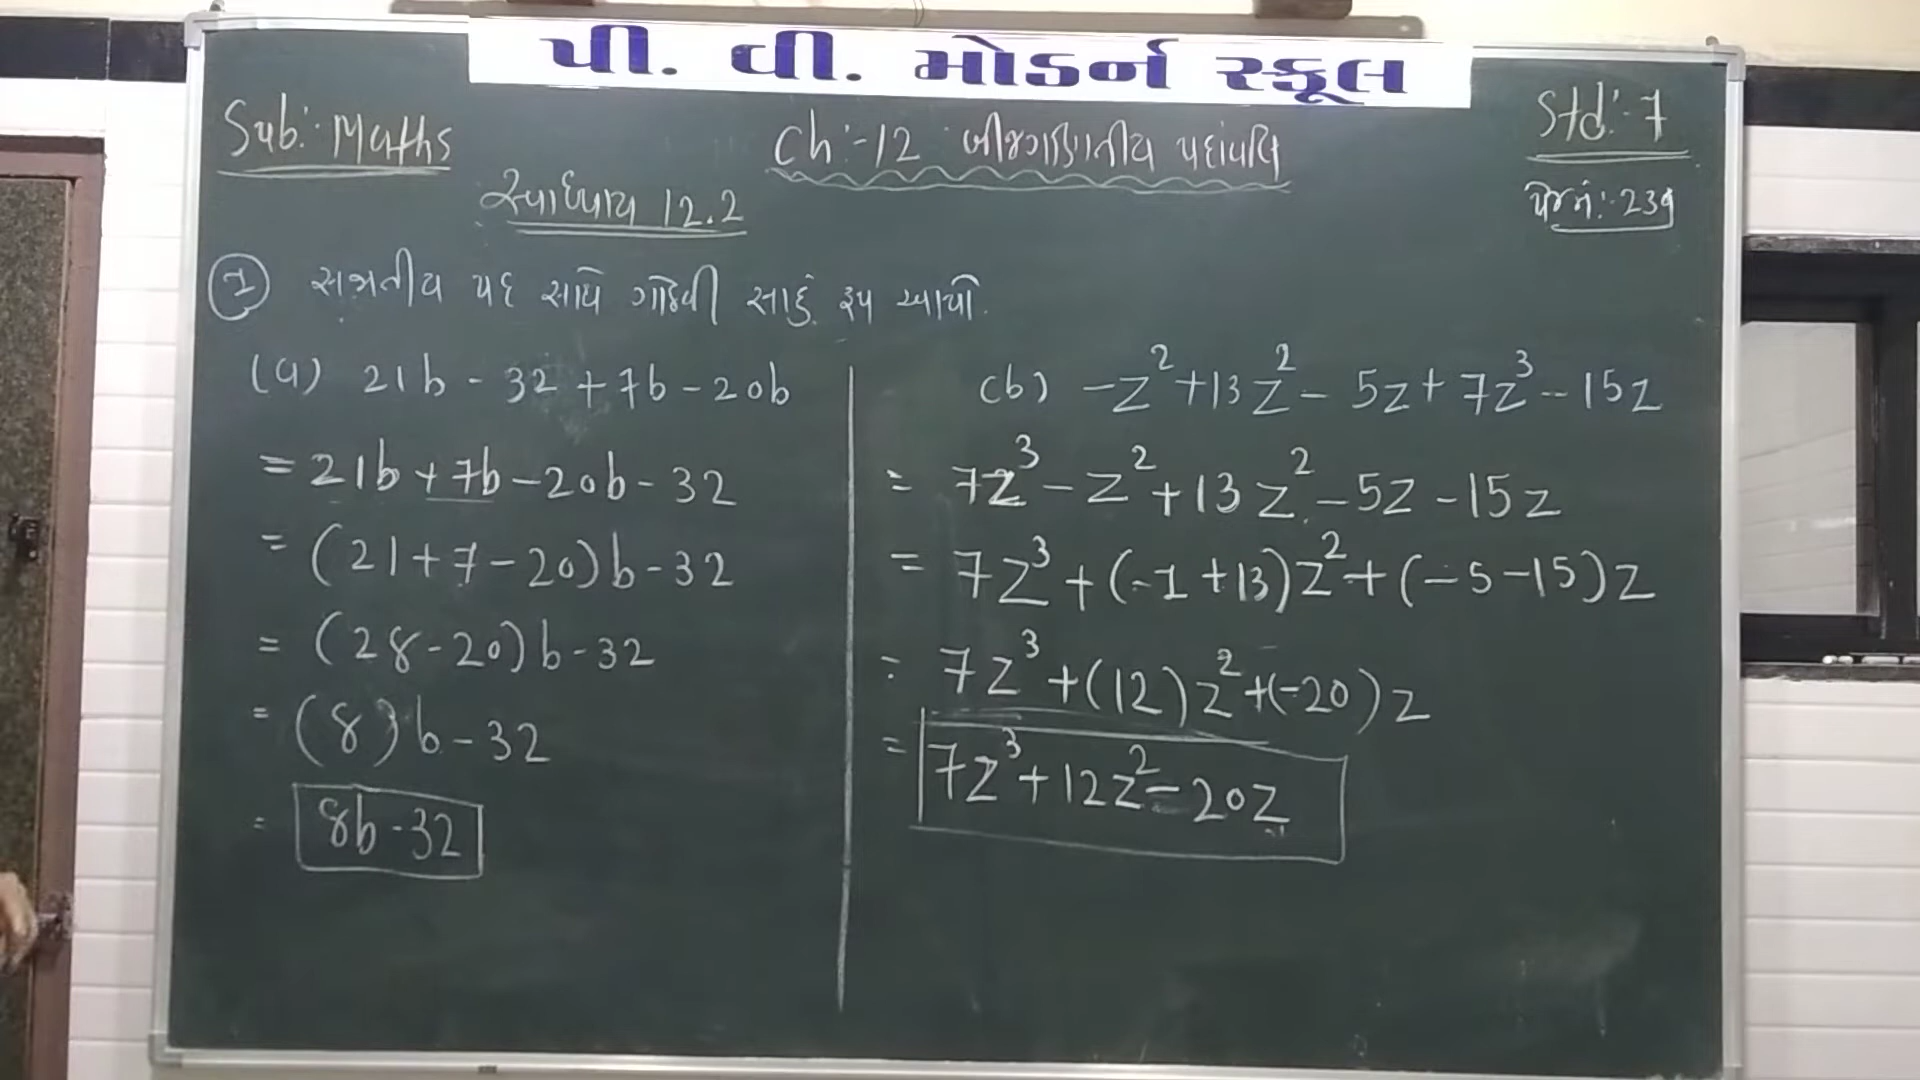 પી. વી. મોડર્ન સ્કૂલ
Sub:- Maths
Ch:-12 બીજગણિતીય પદાવલિ
Std:-7
સ્વાધ્યાય 12.2
પેજ નં:-239
① સજાતીય પદ સાથે ગોઠવી સાદું રૂપ આપો.
(a) 21b - 32 + 7b - 20b
= 21b + 7b - 20b - 32
= (21 + 7 - 20)b - 32
= (28 - 20)b - 32
= (8)b - 32
= 8b - 32
(b) -z² + 13z² - 5z + 7z³ - 15z
= 7z³ - z² + 13z² - 5z - 15z
= 7z³ + (-1 + 13)z² + (-5 - 15)z
= 7z³ + (12)z² + (-20)z
= 7z³ + 12z² - 20z